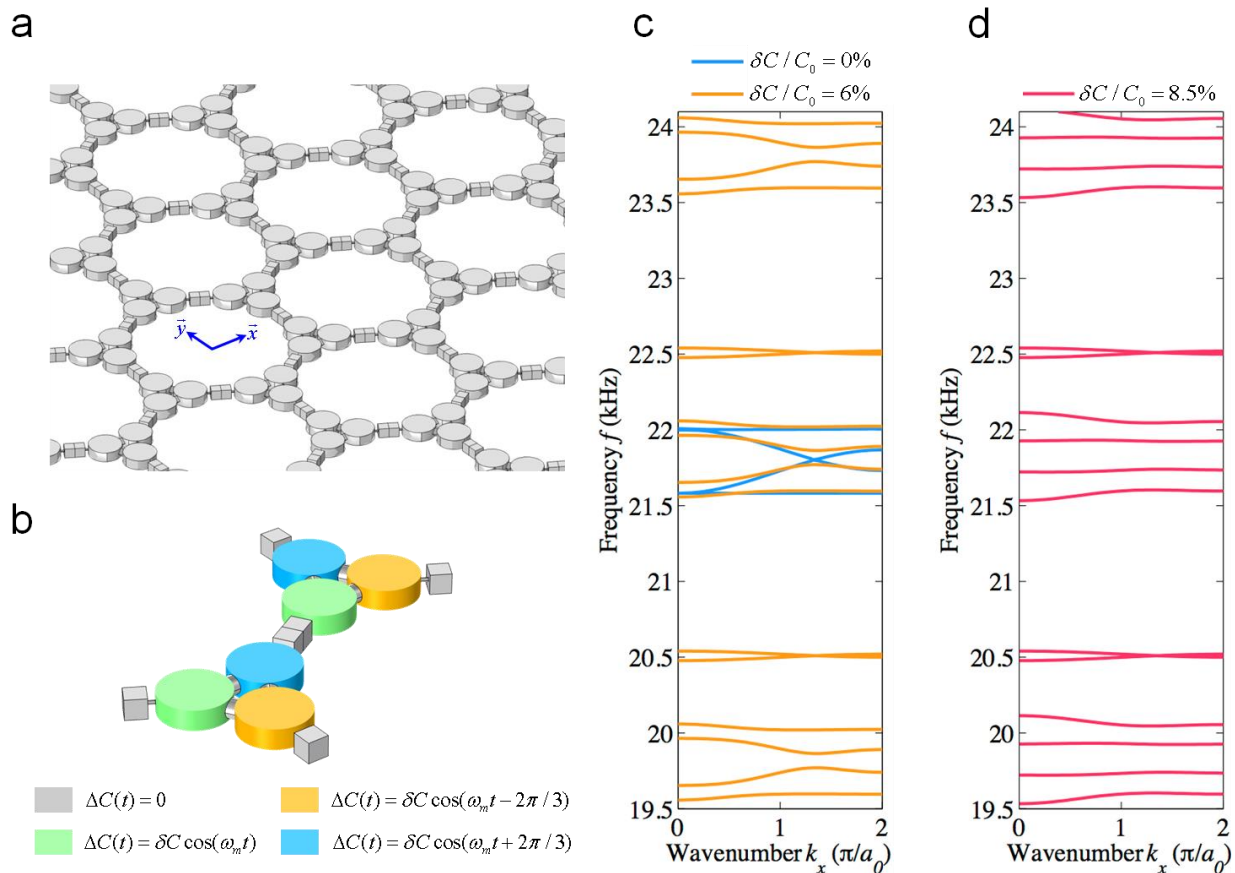 a
y⃗ x⃗
b
ΔC(t) = 0
ΔC(t) = δC cos(ωₘt − 2π / 3)
ΔC(t) = δC cos(ωₘt)
ΔC(t) = δC cos(ωₘt + 2π / 3)
c
δC / C₀ = 0%
δC / C₀ = 6%
Frequency f (kHz)
24
23.5
23
22.5
22
21.5
21
20.5
20
19.5
0 1 2
Wavenumber kₓ (π/a₀)
d
δC / C₀ = 8.5%
Frequency f (kHz)
24
23.5
23
22.5
22
21.5
21
20.5
20
19.5
0 1 2
Wavenumber kₓ (π/a₀)